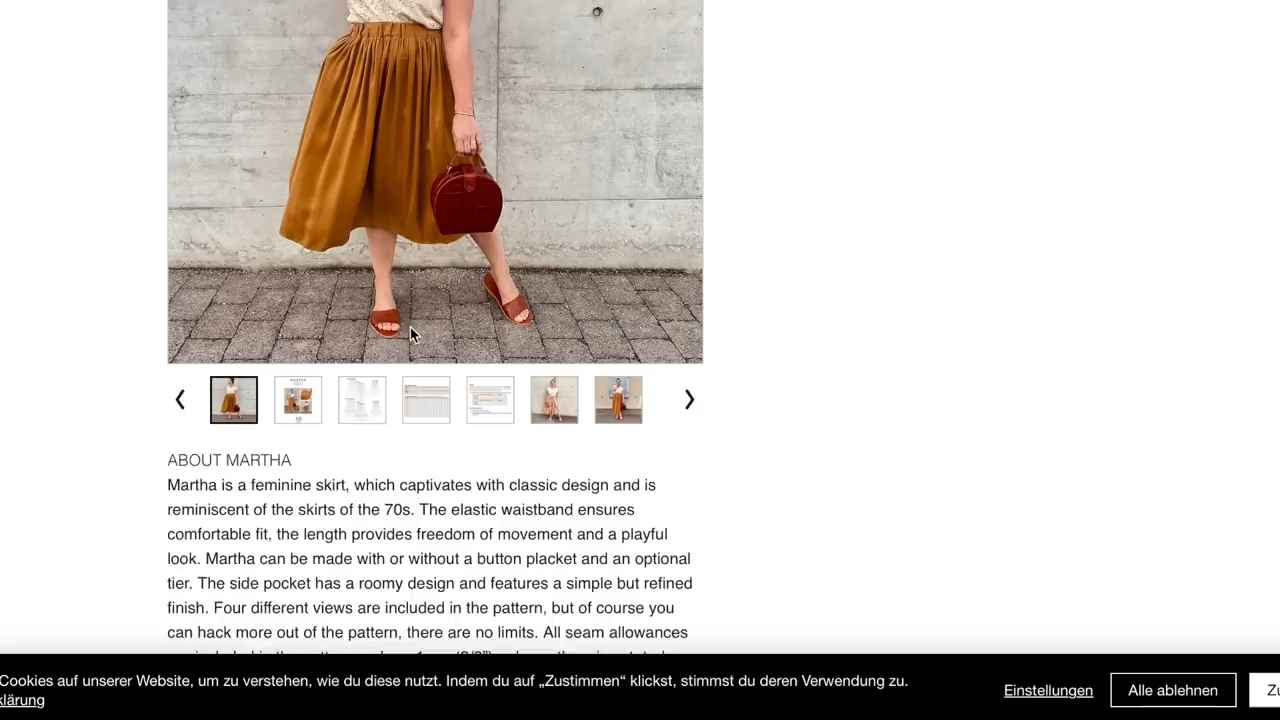 ABOUT MARTHA
Martha is a feminine skirt, which captivates with classic design and is
reminiscent of the skirts of the 70s. The elastic waistband ensures
comfortable fit, the length provides freedom of movement and a playful
look. Martha can be made with or without a button placket and an optional
tier. The side pocket has a roomy design and features a simple but refined
finish. Four different views are included in the pattern, but of course you
can hack more out of the pattern, there are no limits. All seam allowances
Cookies auf unserer Website, um zu verstehen, wie du diese nutzt. Indem du auf „Zustimmen“ klickst, stimmst du deren Verwendung zu.
klärung
Einstellungen
Alle ablehnen
Zu